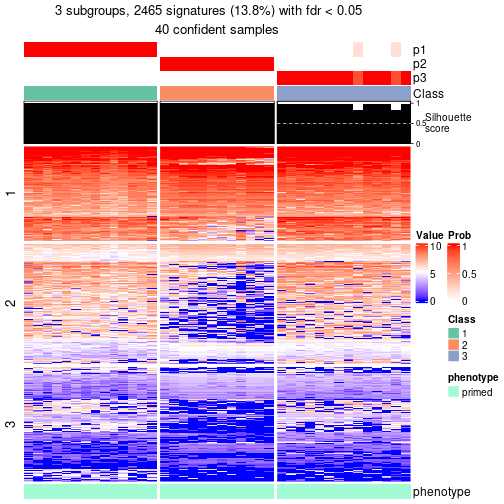 3 subgroups, 2465 signatures (13.8%) with fdr < 0.05
40 confident samples
p1
p2
p3
Class
1
0.5
0
Silhouette
score
1
2
3
Value
10
5
0
Prob
1
0.5
0
Class
1
2
3
phenotype
primed
phenotype